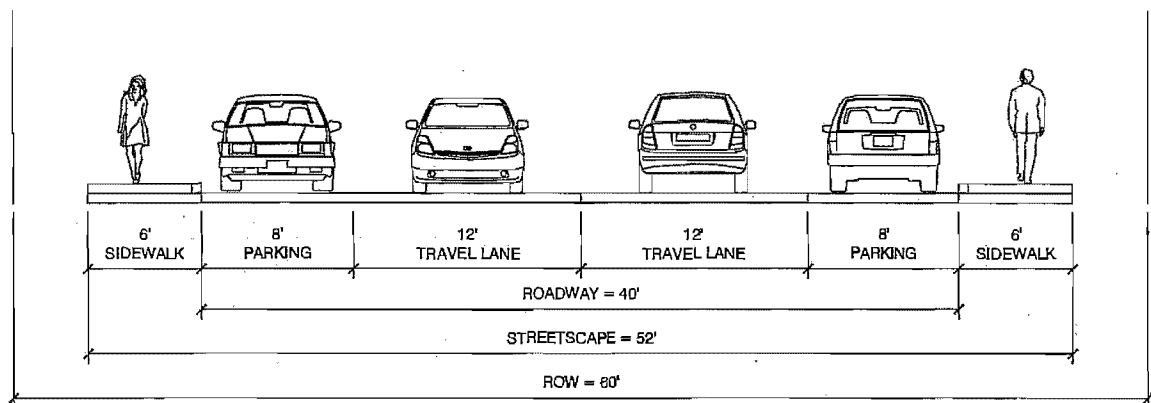 6' 8' 12' 12' 8' 6'
SIDEWALK PARKING TRAVEL LANE TRAVEL LANE PARKING SIDEWALK
ROADWAY = 40'
STREETSCAPE = 52'
ROW = 60'